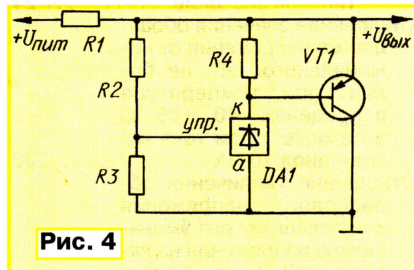 +Uпит R1 +Uвых
R2 R4 VT1
упр. к
а DA1
R3
Рис. 4